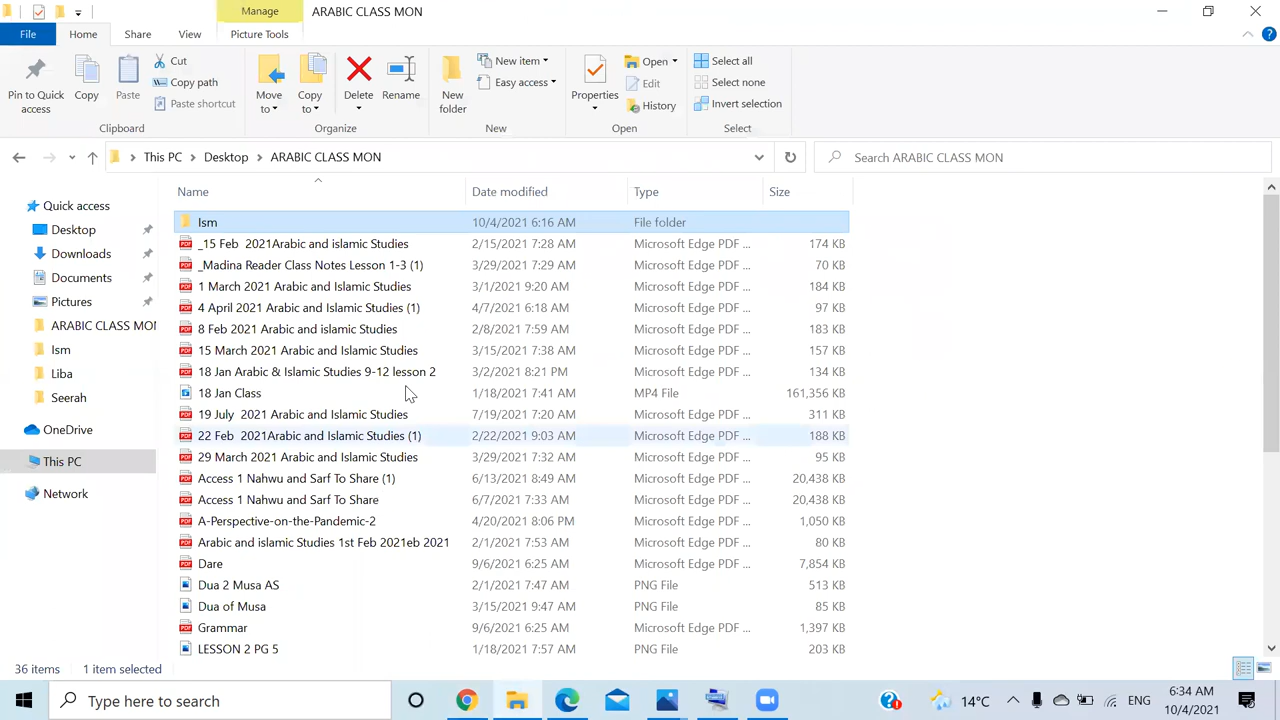 Manage
ARABIC CLASS MON
File
Home
Share
View
Picture Tools
Pin to Quick access
Copy
Paste
Cut
Copy path
Paste shortcut
Clipboard
Move to
Copy to
Delete
Rename
Organize
New folder
New item
Easy access
New
Properties
Open
Edit
History
Open
Select all
Select none
Invert selection
Select
This PC > Desktop > ARABIC CLASS MON
Search ARABIC CLASS MON
Quick access
Desktop
Downloads
Documents
Pictures
ARABIC CLASS MO
Ism
Liba
Seerah
OneDrive
This PC
Network
Name Date modified Type Size
Ism 10/4/2021 6:16 AM File folder
_15 Feb 2021Arabic and islamic Studies 2/15/2021 7:28 AM Microsoft Edge PDF ... 174 KB
_Madina Reader Class Notes Lesson 1-3 (1) 3/29/2021 7:29 AM Microsoft Edge PDF ... 70 KB
1 March 2021 Arabic and Islamic Studies 3/1/2021 9:20 AM Microsoft Edge PDF ... 184 KB
4 April 2021 Arabic and Islamic Studies (1) 4/7/2021 6:18 AM Microsoft Edge PDF ... 97 KB
8 Feb 2021 Arabic and islamic Studies 2/8/2021 7:59 AM Microsoft Edge PDF ... 183 KB
15 March 2021 Arabic and Islamic Studies 3/15/2021 7:38 AM Microsoft Edge PDF ... 157 KB
18 Jan Arabic & Islamic Studies 9-12 lesson 2 3/2/2021 8:21 PM Microsoft Edge PDF ... 134 KB
18 Jan Class 1/18/2021 7:41 AM MP4 File 161,356 KB
19 July 2021 Arabic and Islamic Studies 7/19/2021 7:20 AM Microsoft Edge PDF ... 311 KB
22 Feb 2021Arabic and Islamic Studies (1) 2/22/2021 9:03 AM Microsoft Edge PDF ... 188 KB
29 March 2021 Arabic and Islamic Studies 3/29/2021 7:32 AM Microsoft Edge PDF ... 95 KB
Access 1 Nahwu and Sarf To Share (1) 6/13/2021 8:49 AM Microsoft Edge PDF ... 20,438 KB
Access 1 Nahwu and Sarf To Share 6/7/2021 7:33 AM Microsoft Edge PDF ... 20,438 KB
A-Perspective-on-the-Pandemic-2 4/20/2021 8:06 PM Microsoft Edge PDF ... 1,050 KB
Arabic and islamic Studies 1st Feb 2021eb 2021 2/1/2021 7:53 AM Microsoft Edge PDF ... 80 KB
Dare 9/6/2021 6:25 AM Microsoft Edge PDF ... 7,854 KB
Dua 2 Musa AS 2/1/2021 7:47 AM PNG File 513 KB
Dua of Musa 3/15/2021 9:47 AM PNG File 85 KB
Grammar 9/6/2021 6:25 AM Microsoft Edge PDF ... 1,397 KB
LESSON 2 PG 5 1/18/2021 7:57 AM PNG File 203 KB
36 items 1 item selected
Type here to search
14°C
ENG
6:34 AM
10/4/2021